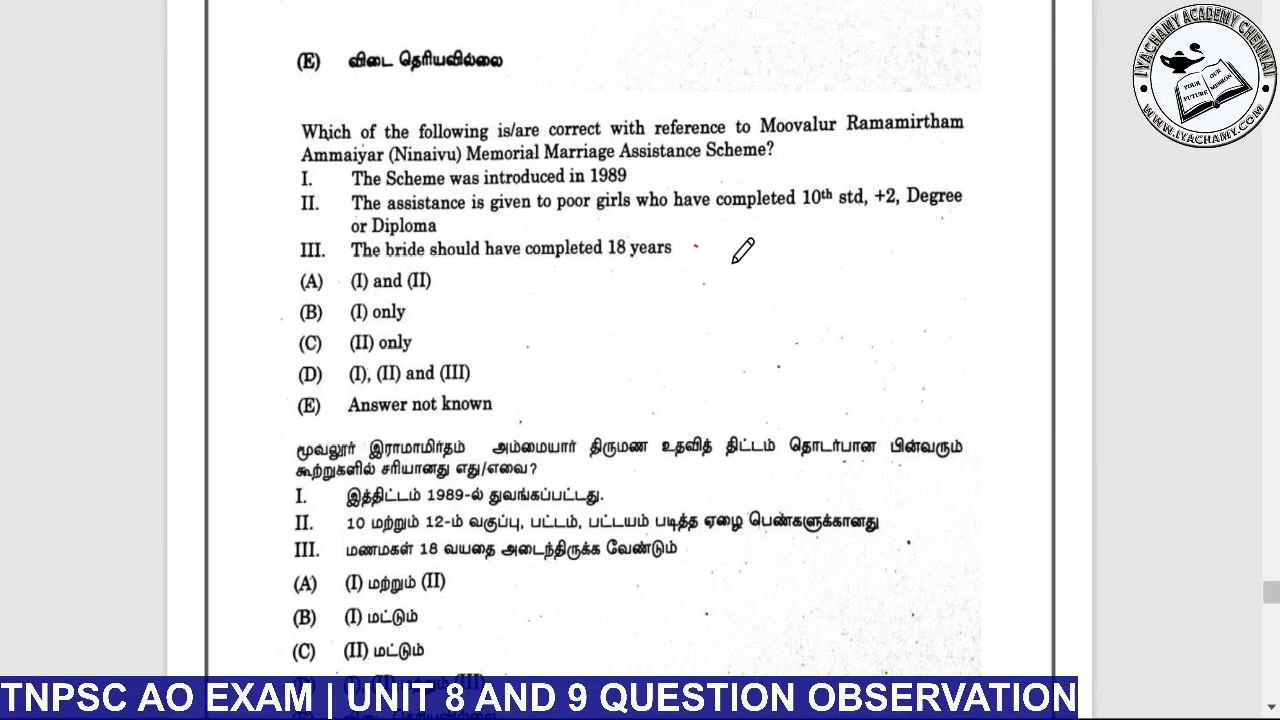 (E) விடை தெரியவில்லை
IYACHAMY ACADEMY CHENNAI
YOUR FUTURE
OUR MISSION
WWW.IYACHAMY.COM
Which of the following is/are correct with reference to Moovalur Ramamirtham
Ammaiyar (Ninaivu) Memorial Marriage Assistance Scheme?
I. The Scheme was introduced in 1989
II. The assistance is given to poor girls who have completed 10th std, +2, Degree
or Diploma
III. The bride should have completed 18 years
(A) (I) and (II)
(B) (I) only
(C) (II) only
(D) (I), (II) and (III)
(E) Answer not known
மூவலூர் இராமாமிர்தம் அம்மையார் திருமண உதவித் திட்டம் தொடர்பான பின்வரும்
கூற்றுகளில் சரியானது எது/எவை?
I. இத்திட்டம் 1989-ல் துவங்கப்பட்டது.
II. 10 மற்றும் 12-ம் வகுப்பு, பட்டம், பட்டயம் படித்த ஏழை பெண்களுக்கானது
III. மணமகள் 18 வயதை அடைந்திருக்க வேண்டும்
(A) (I) மற்றும் (II)
(B) (I) மட்டும்
(C) (II) மட்டும்
TNPSC AO EXAM | UNIT 8 AND 9 QUESTION OBSERVATION